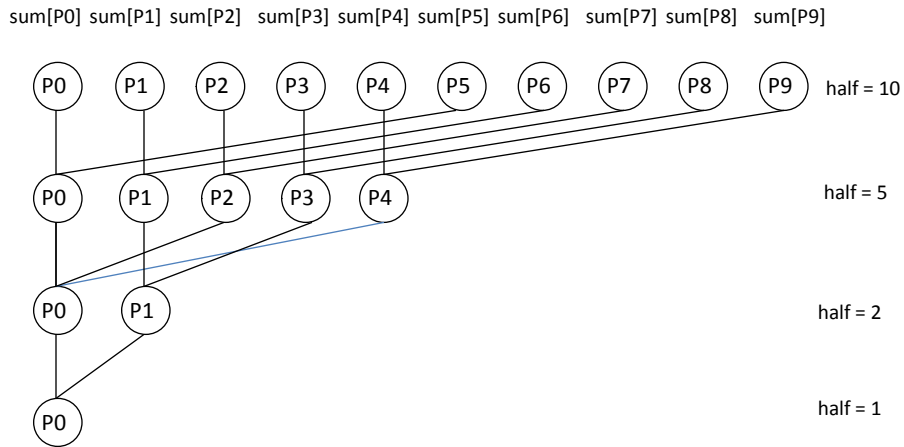 sum[P0] sum[P1] sum[P2] sum[P3] sum[P4] sum[P5] sum[P6] sum[P7] sum[P8] sum[P9]
P0 P1 P2 P3 P4 P5 P6 P7 P8 P9 half = 10
P0 P1 P2 P3 P4 half = 5
P0 P1 half = 2
P0 half = 1